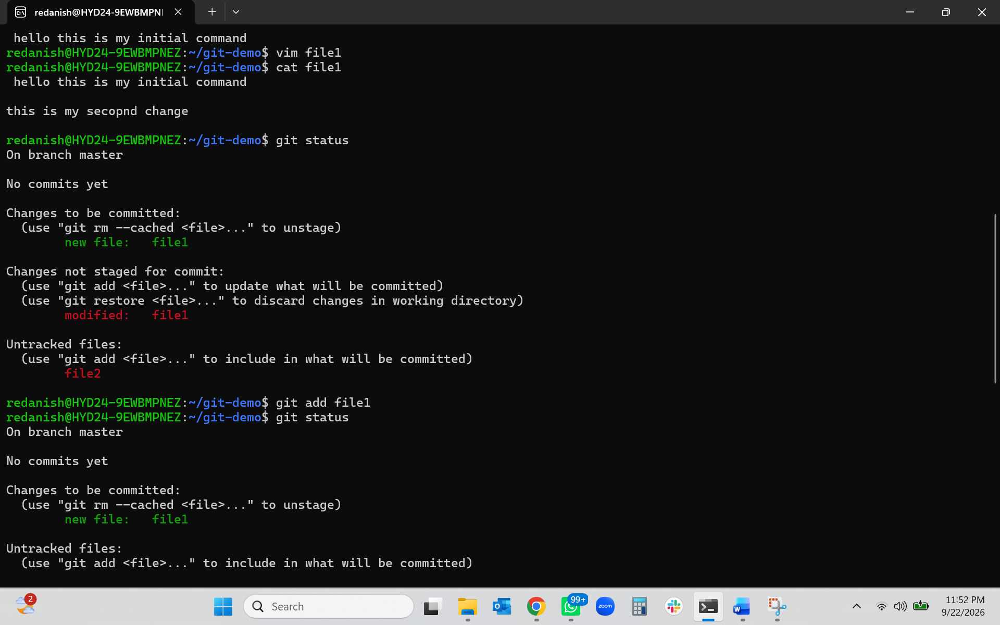 redanish@HYD24-9EWBMPNI
hello this is my initial command
redanish@HYD24-9EWBMPNEZ:~/git-demo$ vim file1
redanish@HYD24-9EWBMPNEZ:~/git-demo$ cat file1
hello this is my initial command
this is my secopnd change
redanish@HYD24-9EWBMPNEZ:~/git-demo$ git status
On branch master
No commits yet
Changes to be committed:
(use "git rm --cached <file>..." to unstage)
new file:   file1
Changes not staged for commit:
(use "git add <file>..." to update what will be committed)
(use "git restore <file>..." to discard changes in working directory)
modified:   file1
Untracked files:
(use "git add <file>..." to include in what will be committed)
file2
redanish@HYD24-9EWBMPNEZ:~/git-demo$ git add file1
redanish@HYD24-9EWBMPNEZ:~/git-demo$ git status
On branch master
No commits yet
Changes to be committed:
(use "git rm --cached <file>..." to unstage)
new file:   file1
Untracked files:
(use "git add <file>..." to include in what will be committed)
2
Search
99+
zoom
11:52 PM
9/22/2026